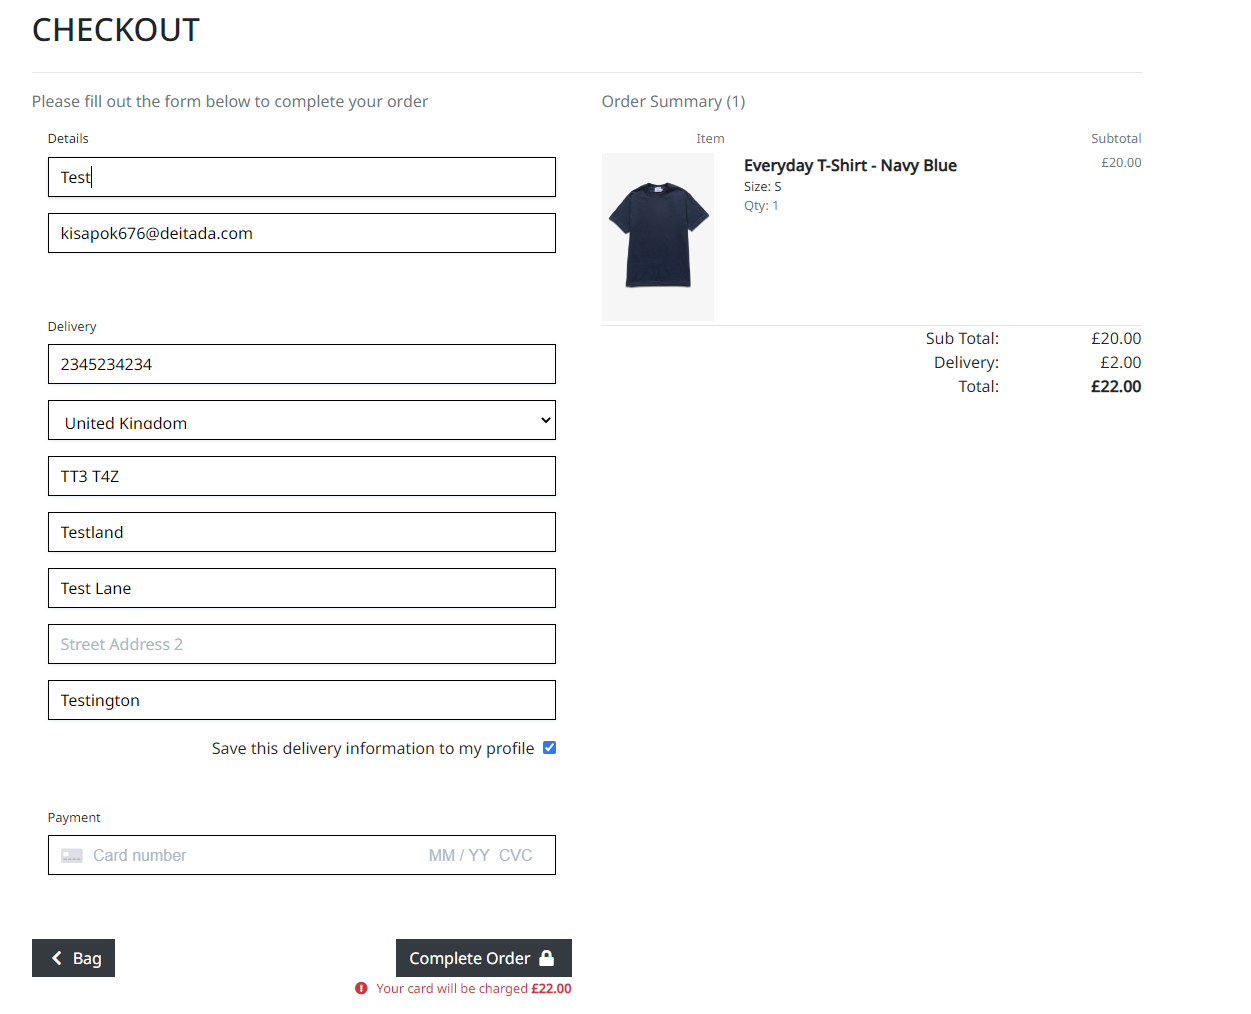 CHECKOUT
Please fill out the form below to complete your order
Details
Test
kisapok676@deitada.com
Delivery
2345234234
United Kingdom
TT3 T4Z
Testland
Test Lane
Street Address 2
Testington
Save this delivery information to my profile
Payment
Card number MM / YY CVC
Bag
Complete Order
Your card will be charged £22.00
Order Summary (1)
Item Subtotal
Everyday T-Shirt - Navy Blue £20.00
Size: S
Qty: 1
Sub Total: £20.00
Delivery: £2.00
Total: £22.00